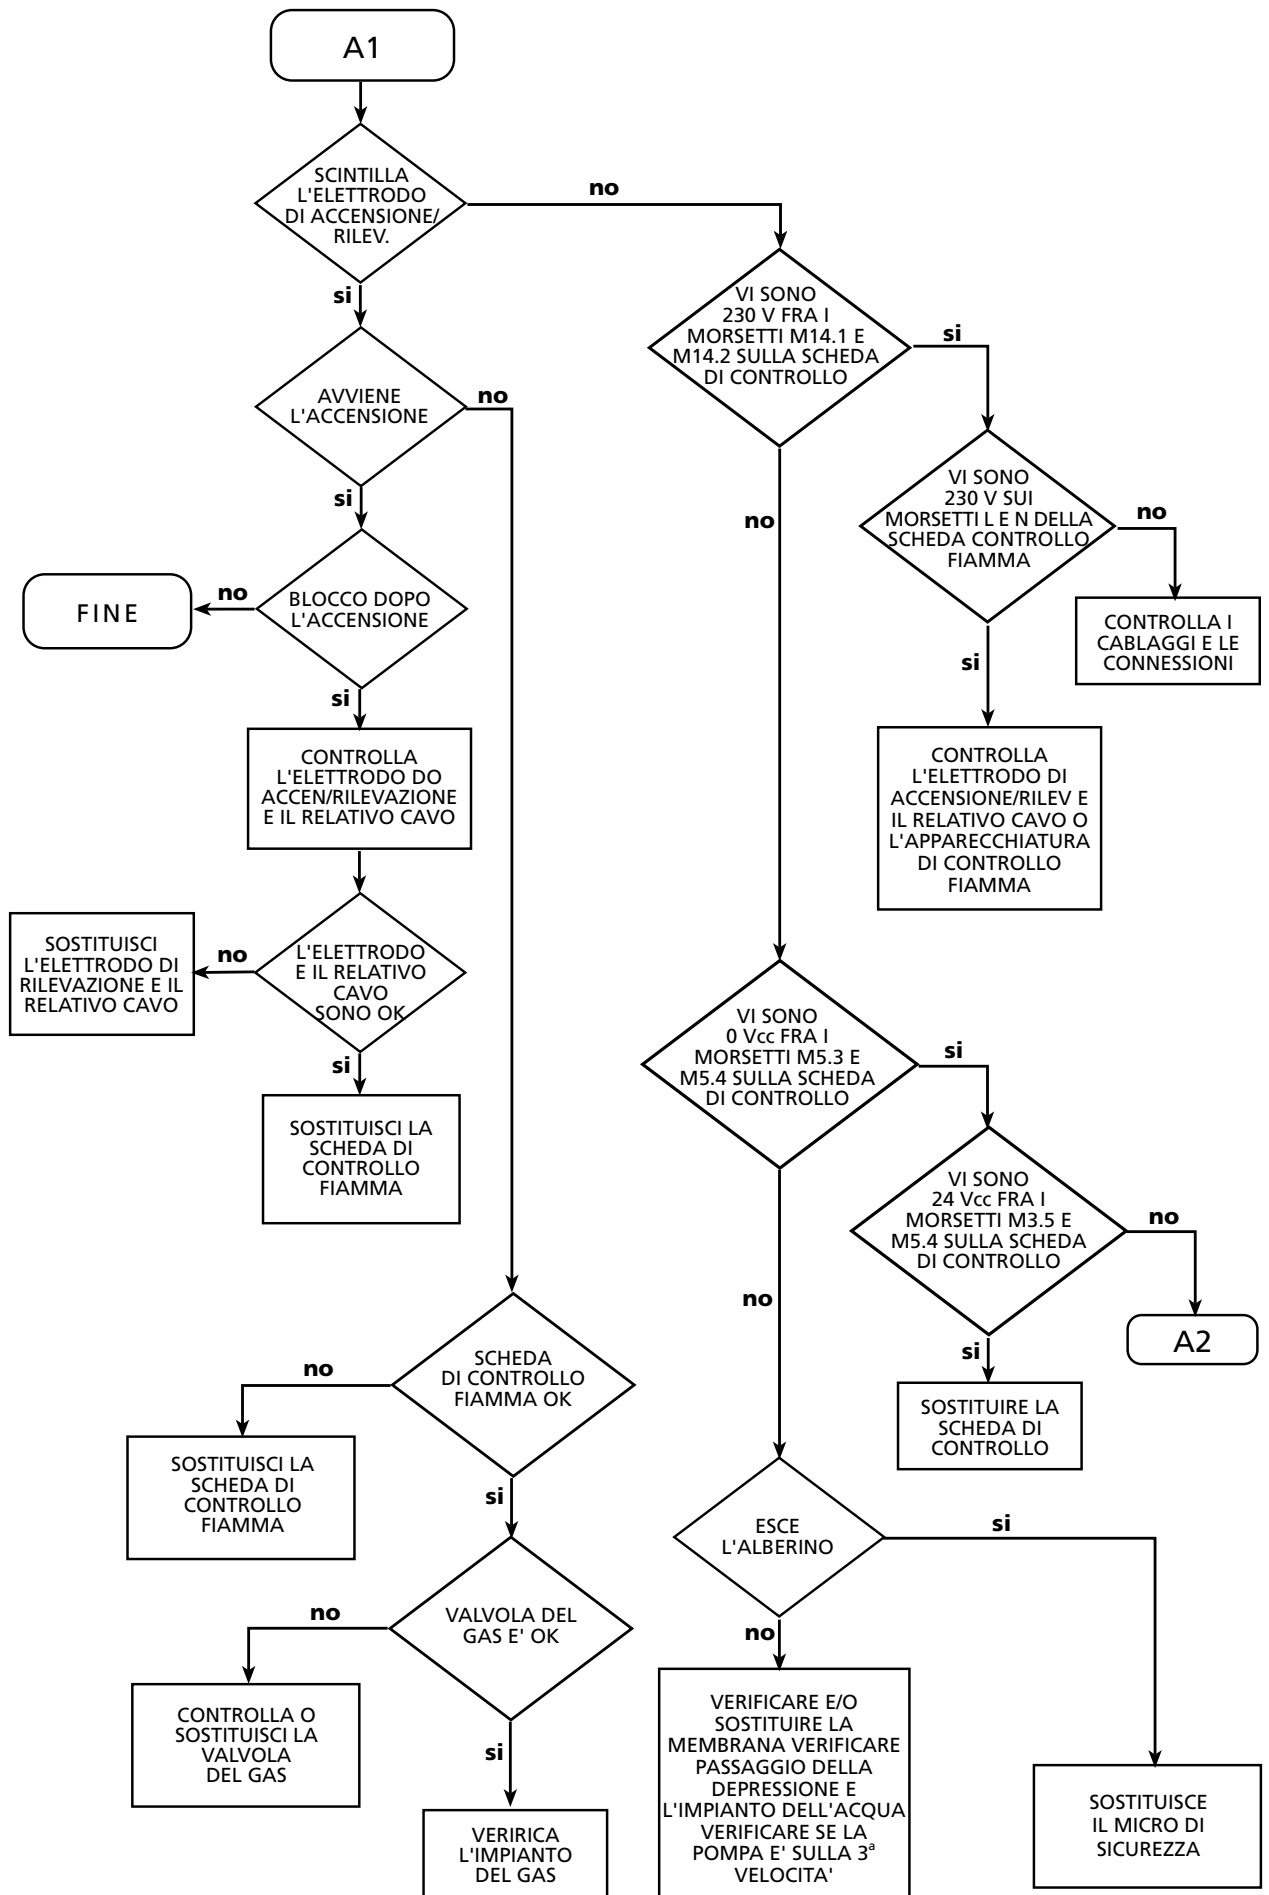 A1
SCINTILLA
L'ELETTRODO
DI ACCENSIONE/
RILEV.
no
si
VI SONO
230 V FRA I
MORSETTI M14.1 E
M14.2 SULLA SCHEDA
DI CONTROLLO
si
no
AVVIENE
L'ACCENSIONE
no
si
VI SONO
230 V SUI
MORSETTI L E N DELLA
SCHEDA CONTROLLO
FIAMMA
no
si
BLOCCO DOPO
L'ACCENSIONE
no
si
FINE
CONTROLLA I
CABLAGGI E LE
CONNESSIONI
CONTROLLA
L'ELETTRODO DO
ACCEN/RILEVAZIONE
E IL RELATIVO CAVO
CONTROLLA
L'ELETTRODO DI
ACCENSIONE/RILEV E
IL RELATIVO CAVO O
L'APPARECCHIATURA
DI CONTROLLO
FIAMMA
L'ELETTRODO
E IL RELATIVO
CAVO
SONO OK
no
si
SOSTITUISCI
L'ELETTRODO DI
RILEVAZIONE E IL
RELATIVO CAVO
SOSTITUISCI LA
SCHEDA DI
CONTROLLO
FIAMMA
VI SONO
0 Vcc FRA I
MORSETTI M5.3 E
M5.4 SULLA SCHEDA
DI CONTROLLO
si
no
VI SONO
24 Vcc FRA I
MORSETTI M3.5 E
M5.4 SULLA SCHEDA
DI CONTROLLO
no
si
A2
SOSTITUIRE LA
SCHEDA DI
CONTROLLO
SCHEDA
DI CONTROLLO
FIAMMA OK
no
si
SOSTITUISCI LA
SCHEDA DI
CONTROLLO
FIAMMA
ESCE
L'ALBERINO
si
no
VALVOLA DEL
GAS E' OK
no
si
CONTROLLA O
SOSTITUISCI LA
VALVOLA
DEL GAS
VERIRICA
L'IMPIANTO
DEL GAS
VERIFICARE E/O
SOSTITUIRE LA
MEMBRANA VERIFICARE
PASSAGGIO DELLA
DEPRESSIONE E
L'IMPIANTO DELL'ACQUA
VERIFICARE SE LA
POMPA E' SULLA 3ª
VELOCITA'
SOSTITUISCE
IL MICRO DI
SICUREZZA